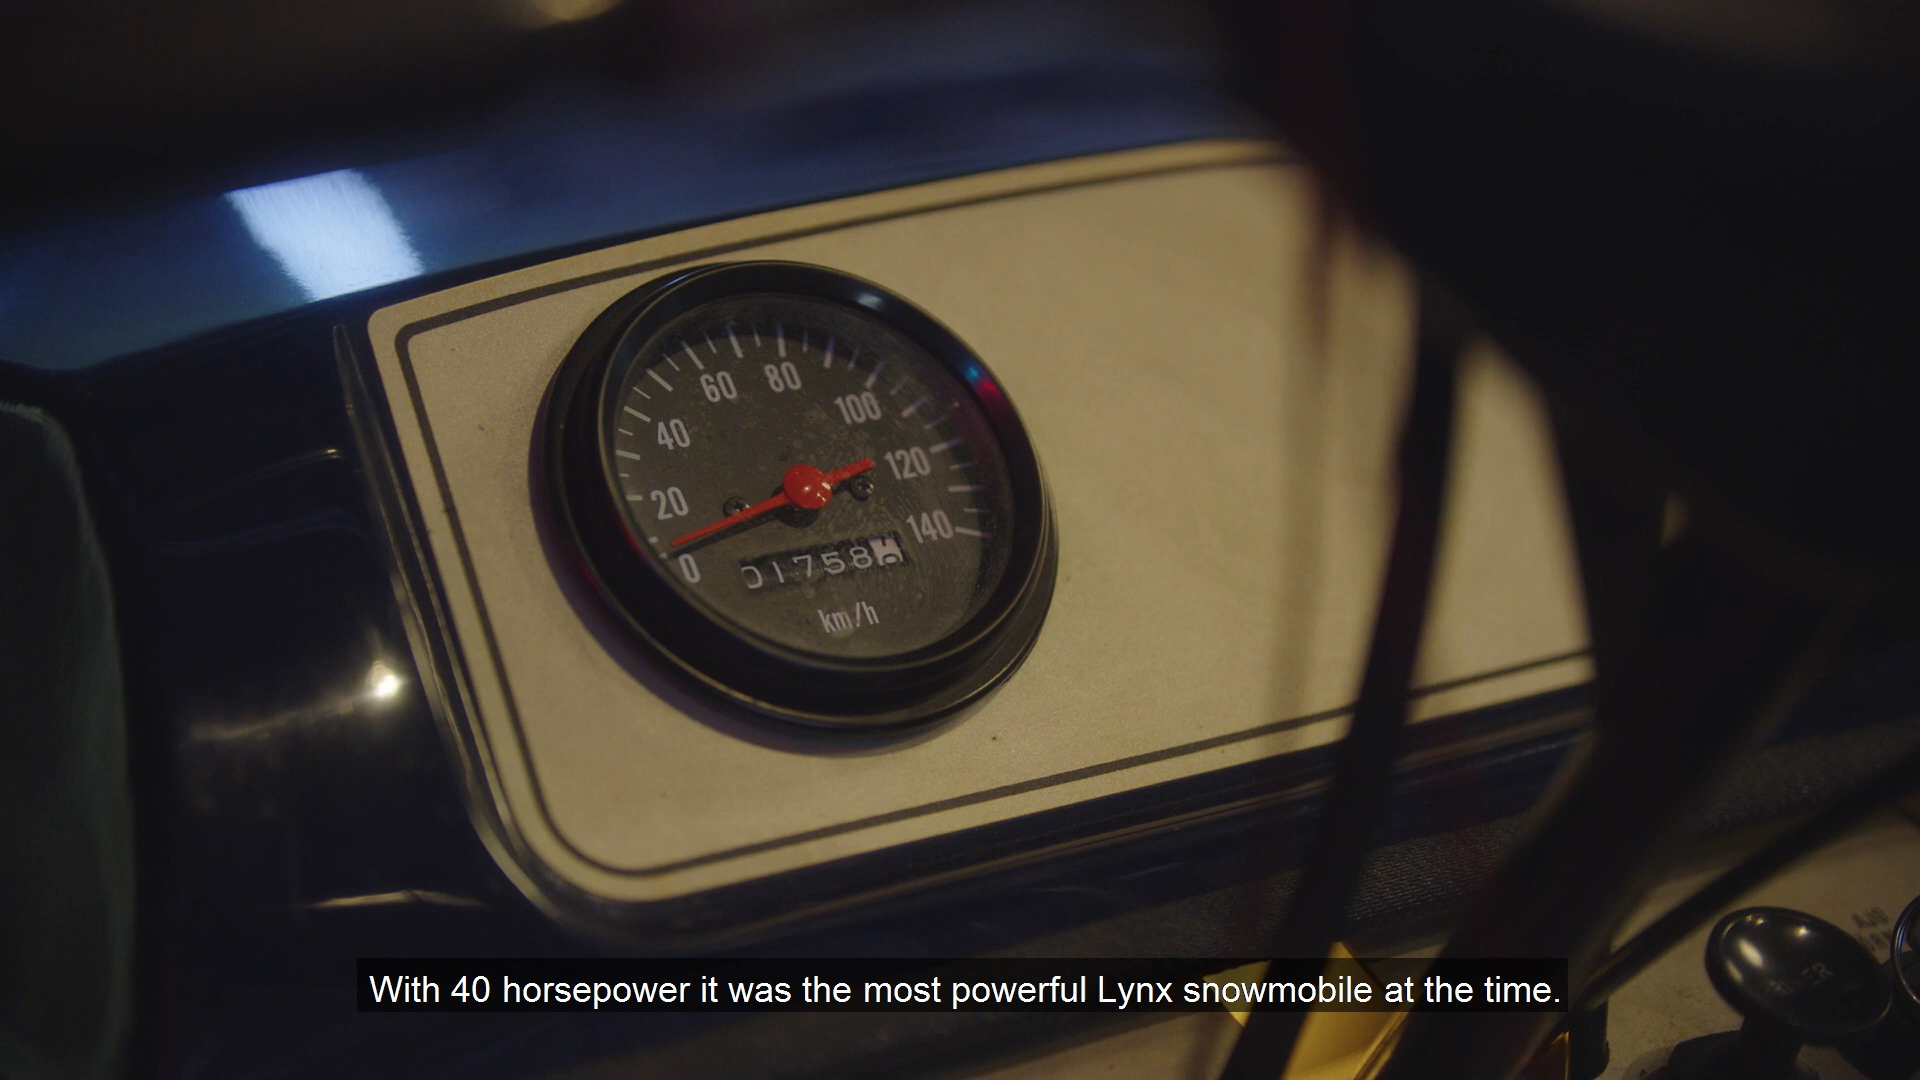 60 80
40 100
20 120
0 140
01758
km/h
With 40 horsepower it was the most powerful Lynx snowmobile at the time.